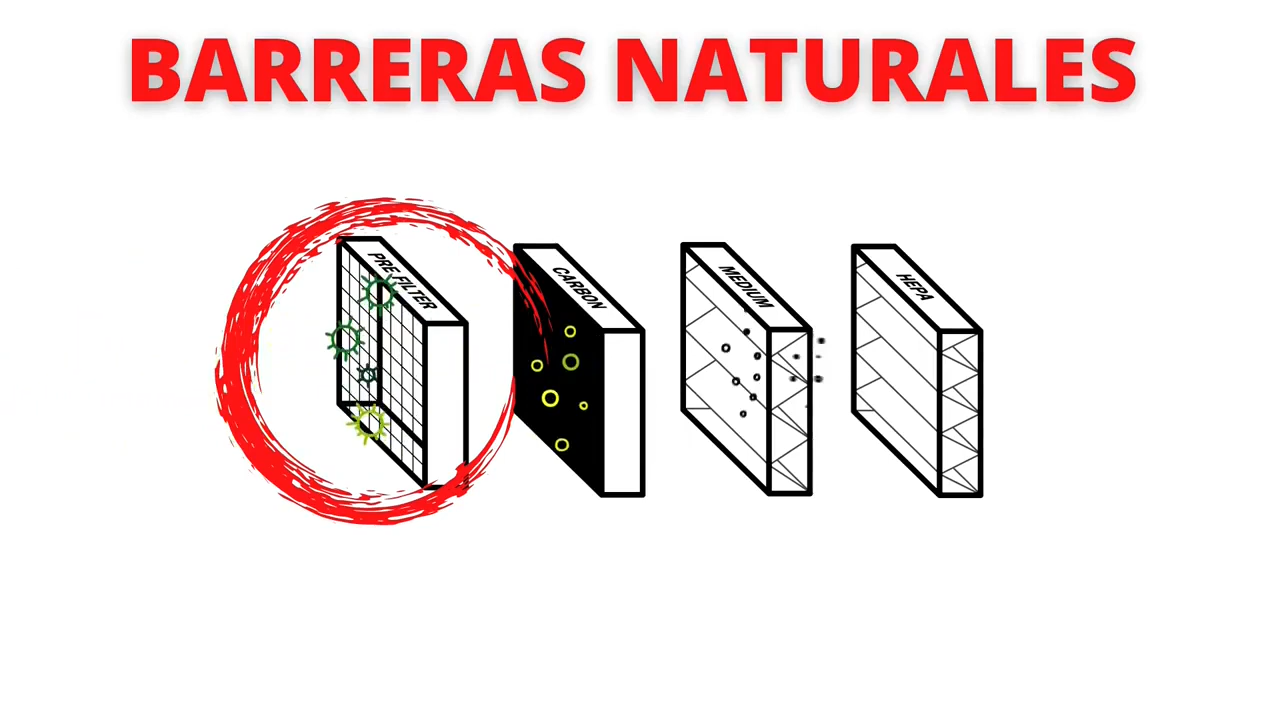 BARRERAS NATURALES
PRE FILTER
CARBON
MEDIUM
HEPA